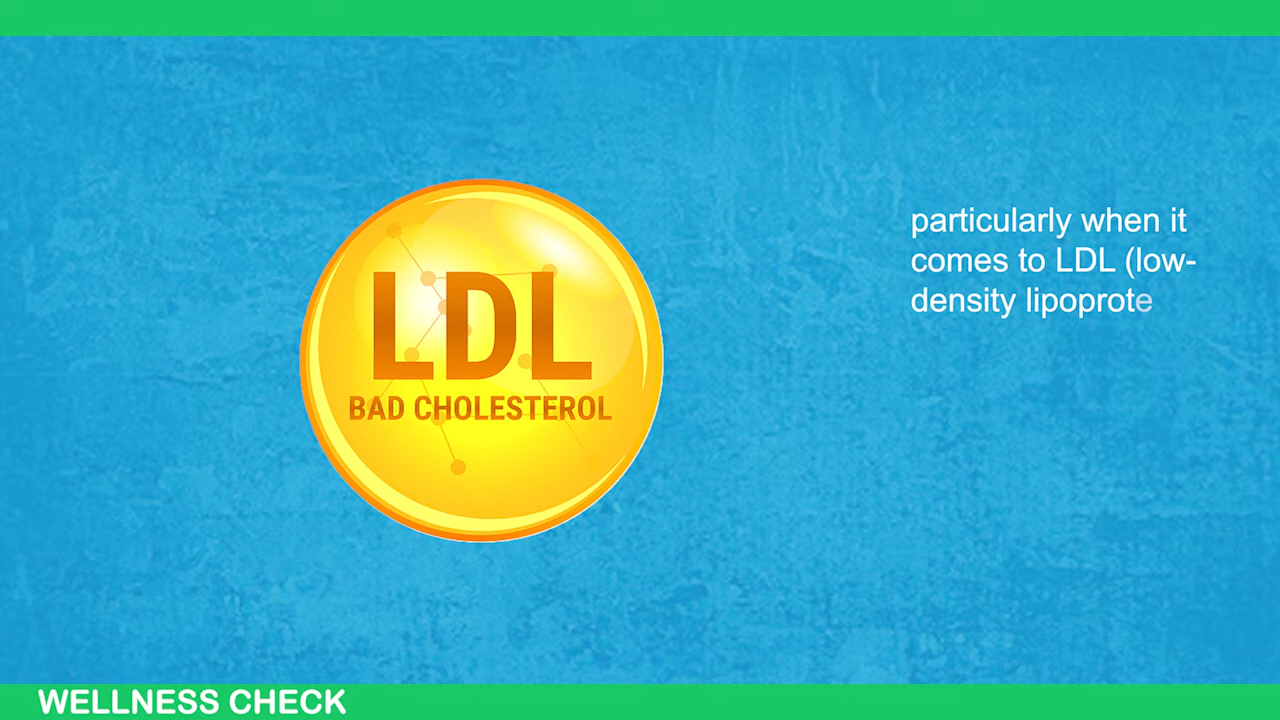 LDL
BAD CHOLESTEROL
particularly when it
comes to LDL (low-
density lipoprote
WELLNESS CHECK